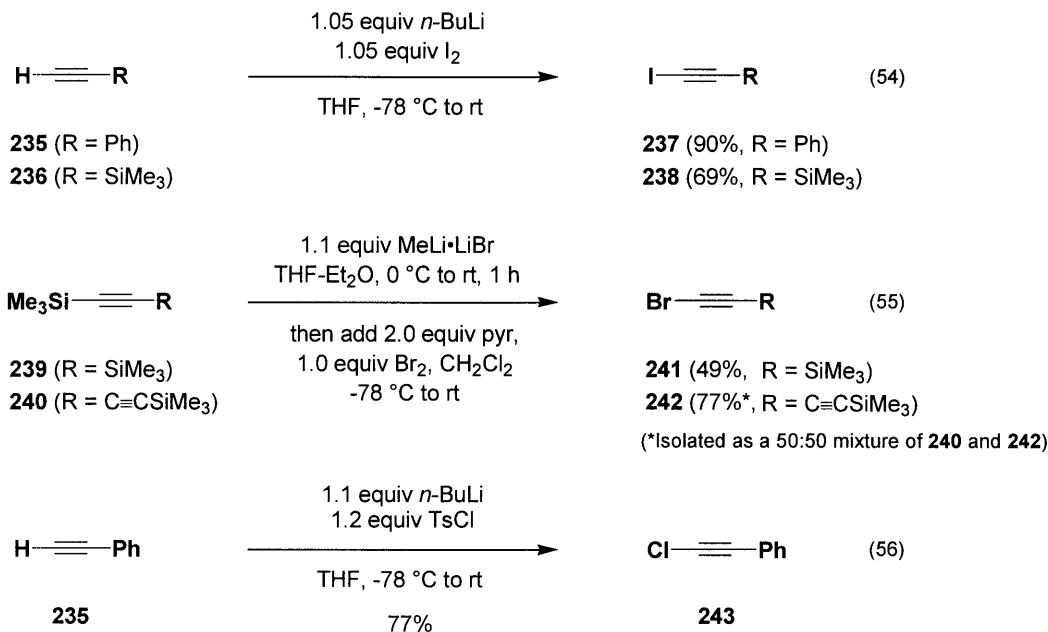 1.05 equiv n-BuLi
1.05 equiv I₂
H R
THF, -78 °C to rt
I R (54)
235 (R = Ph)
236 (R = SiMe₃)
237 (90%, R = Ph)
238 (69%, R = SiMe₃)
1.1 equiv MeLi•LiBr
THF-Et₂O, 0 °C to rt, 1 h
Me₃Si R
then add 2.0 equiv pyr,
1.0 equiv Br₂, CH₂Cl₂
-78 °C to rt
Br R (55)
239 (R = SiMe₃)
240 (R = C≡CSiMe₃)
241 (49%, R = SiMe₃)
242 (77%*, R = C≡CSiMe₃)
(*Isolated as a 50:50 mixture of 240 and 242)
1.1 equiv n-BuLi
1.2 equiv TsCl
H Ph
THF, -78 °C to rt
77%
Cl Ph (56)
235
243